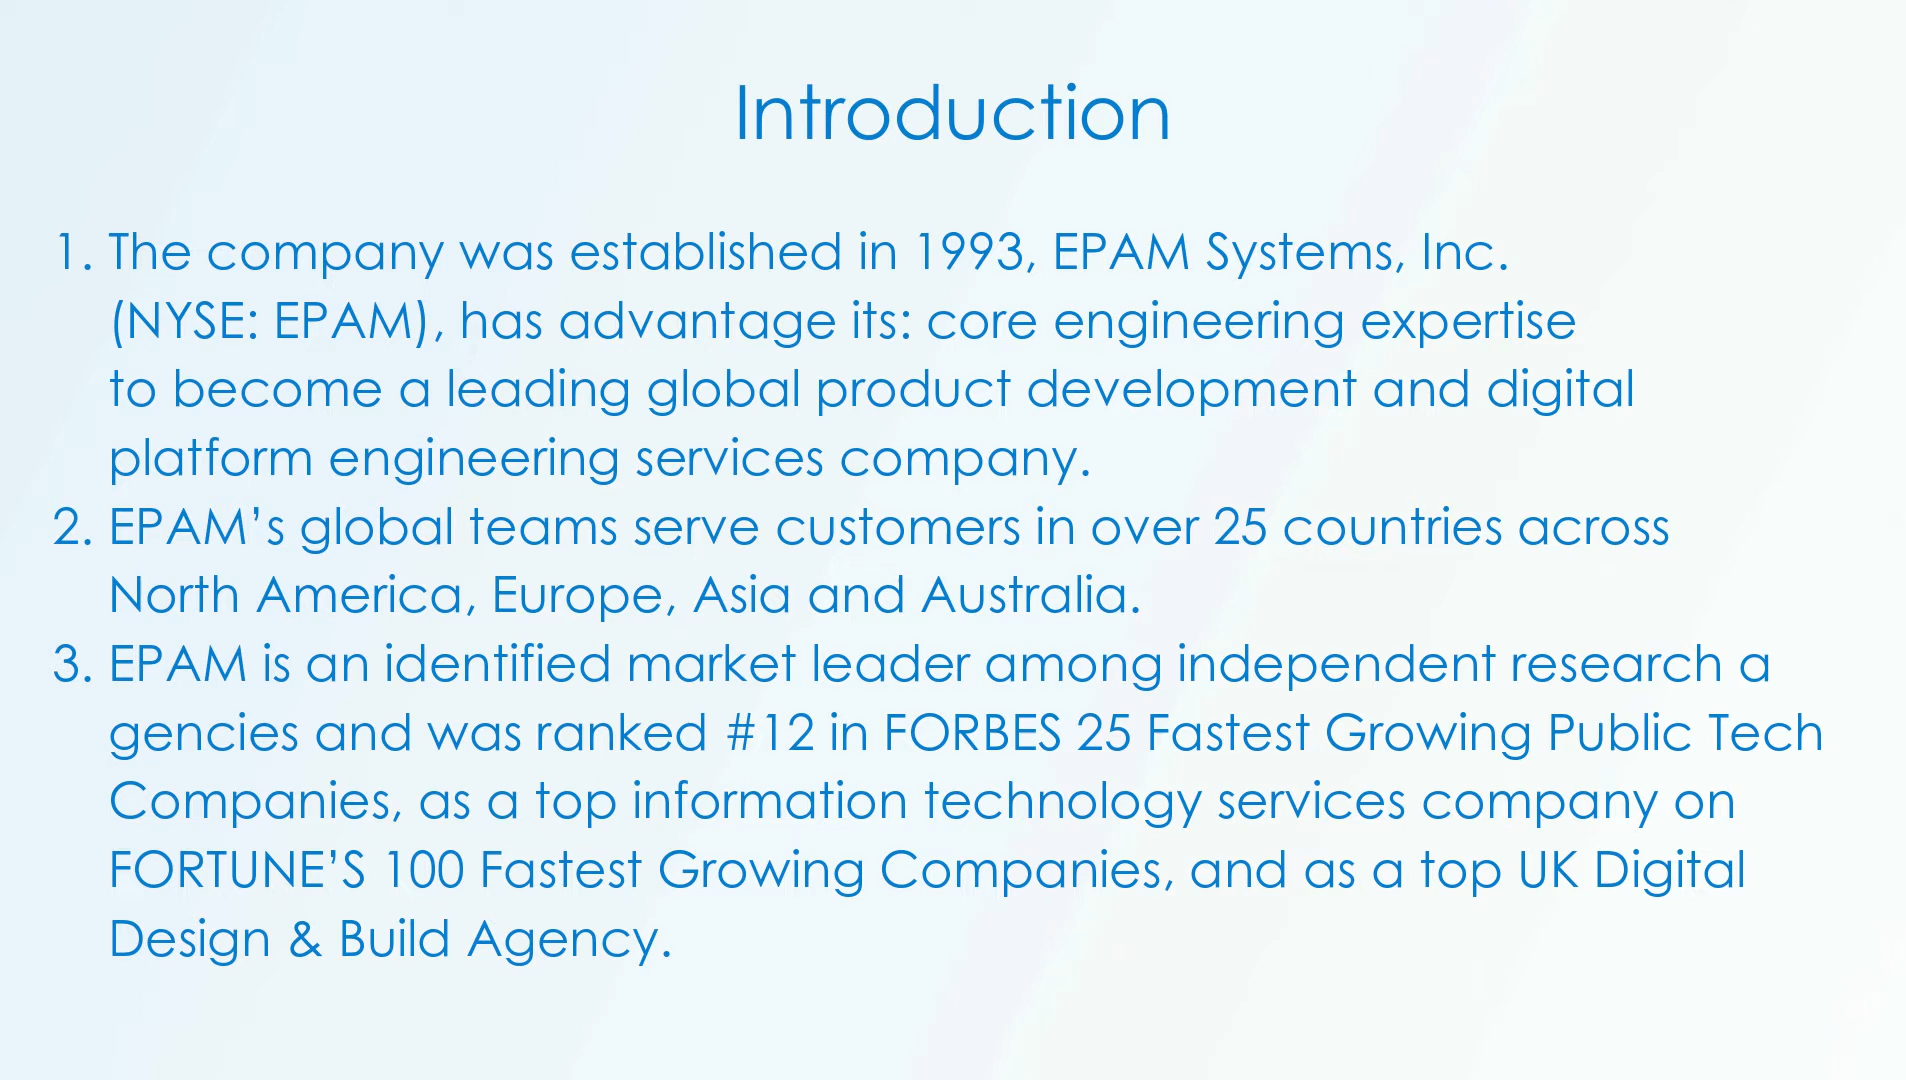 Introduction
1. The company was established in 1993, EPAM Systems, Inc.
(NYSE: EPAM), has advantage its: core engineering expertise
to become a leading global product development and digital
platform engineering services company.
2. EPAM’s global teams serve customers in over 25 countries across
North America, Europe, Asia and Australia.
3. EPAM is an identified market leader among independent research a
gencies and was ranked #12 in FORBES 25 Fastest Growing Public Tech
Companies, as a top information technology services company on
FORTUNE’S 100 Fastest Growing Companies, and as a top UK Digital
Design & Build Agency.